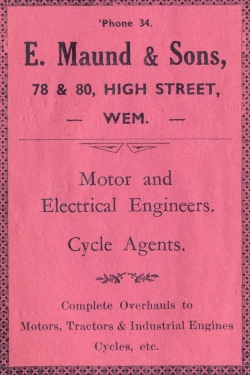 'Phone 34.
E. Maund & Sons,
78 & 80, HIGH STREET,
— WEM. —
Motor and
Electrical Engineers.
Cycle Agents.
Complete Overhauls to
Motors, Tractors & Industrial Engines
Cycles, etc.